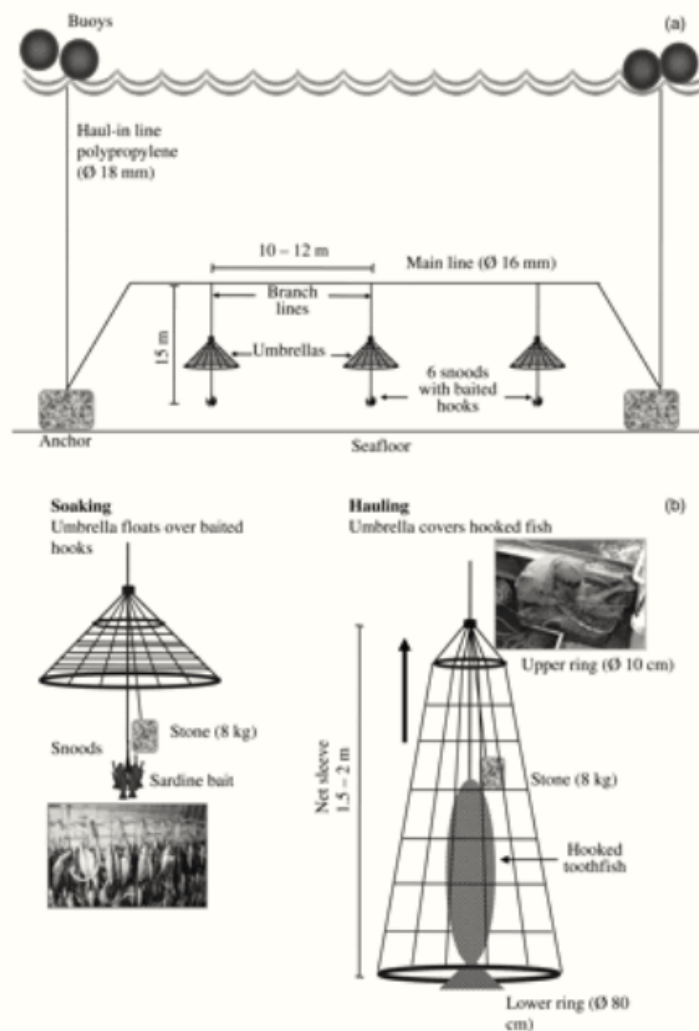 Buoys
(a)
Haul-in line
polypropylene
(Ø 18 mm)
10 – 12 m
Main line (Ø 16 mm)
Branch
lines
15 m
Umbrellas
6 snoods
with baited
hooks
Anchor
Seafloor
Soaking
Umbrella floats over baited
hooks
Stone (8 kg)
Snoods
Sardine bait
Hauling
(b)
Umbrella covers hooked fish
Upper ring (Ø 10 cm)
Net sleeve
1.5 – 2 m
Stone (8 kg)
Hooked
toothfish
Lower ring (Ø 80
cm)